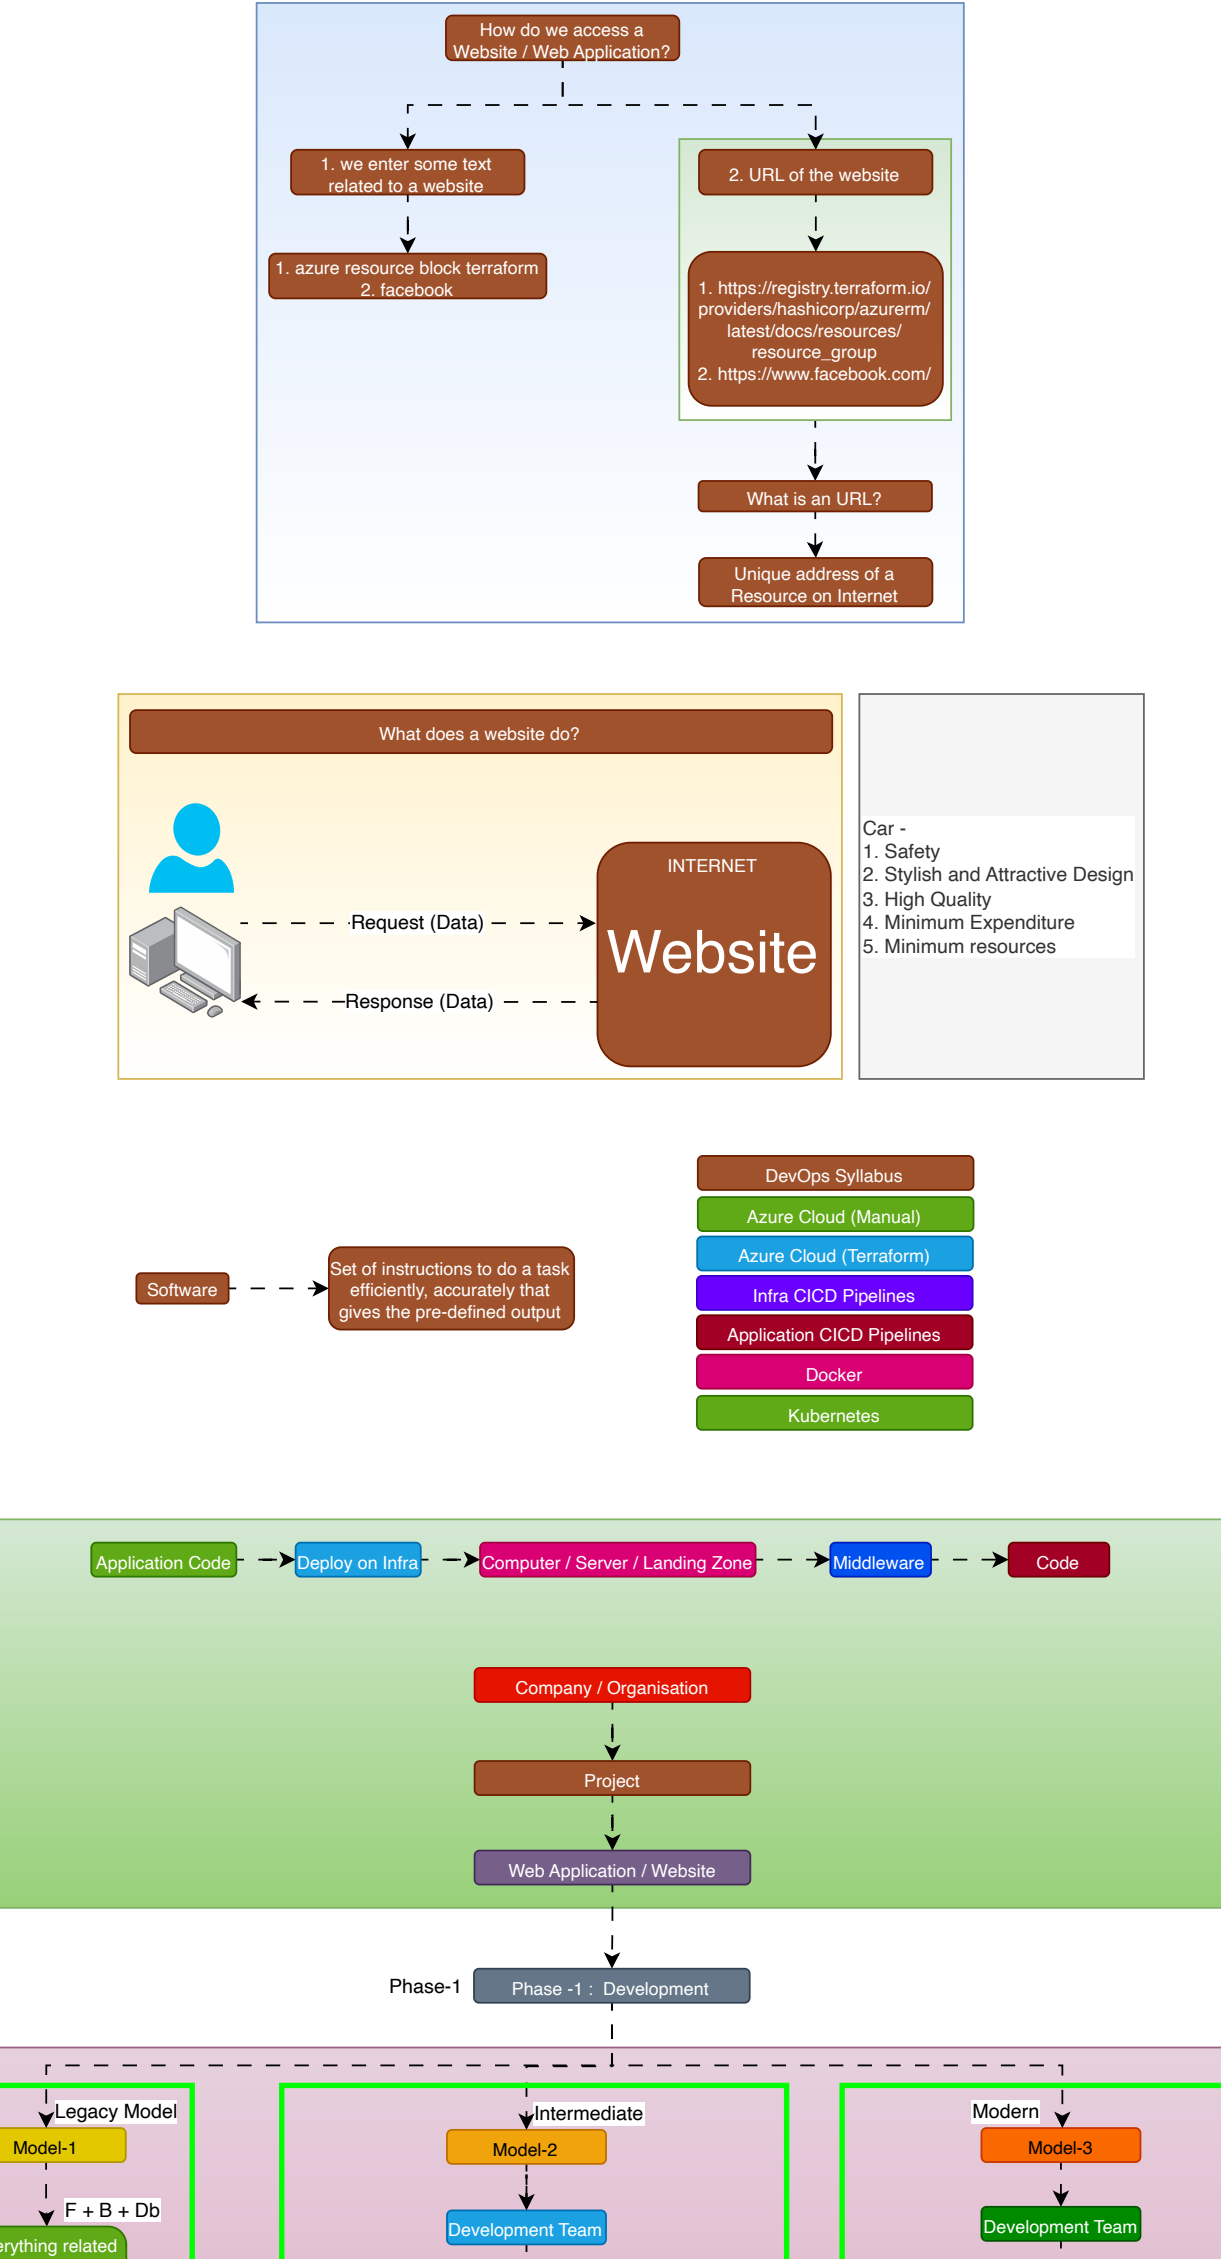 How do we access a
Website / Web Application?
1. we enter some text
related to a website
2. URL of the website
1. azure resource block terraform
2. facebook
1. https://registry.terraform.io/
providers/hashicorp/azurerm/
latest/docs/resources/
resource_group
2. https://www.facebook.com/
What is an URL?
Unique address of a
Resource on Internet
What does a website do?
INTERNET
Website
Request (Data)
Response (Data)
Car -
1. Safety
2. Stylish and Attractive Design
3. High Quality
4. Minimum Expenditure
5. Minimum resources
Software
Set of instructions to do a task
efficiently, accurately that
gives the pre-defined output
DevOps Syllabus
Azure Cloud (Manual)
Azure Cloud (Terraform)
Infra CICD Pipelines
Application CICD Pipelines
Docker
Kubernetes
Application Code
Deploy on Infra
Computer / Server / Landing Zone
Middleware
Code
Company / Organisation
Project
Web Application / Website
Phase-1
Phase -1 : Development
Legacy Model
Model-1
F + B + Db
related
Intermediate
Model-2
Development Team
Modern
Model-3
Development Team